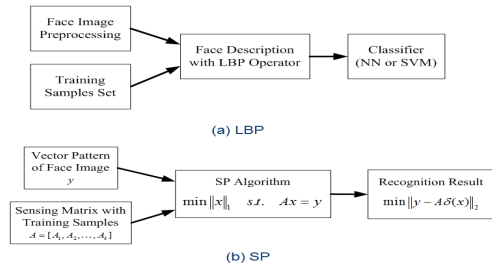 Face Image
Preprocessing
Training
Samples Set
Face Description
with LBP Operator
Classifier
(NN or SVM)
(a) LBP
Vector Pattern
of Face Image
y
Sensing Matrix with
Training Samples
A = [A₁, A₂, ..., Aₖ]
SP Algorithm
min ||x||₁ s.t. Ax = y
Recognition Result
min ||y − Aδ(x)||₂
(b) SP